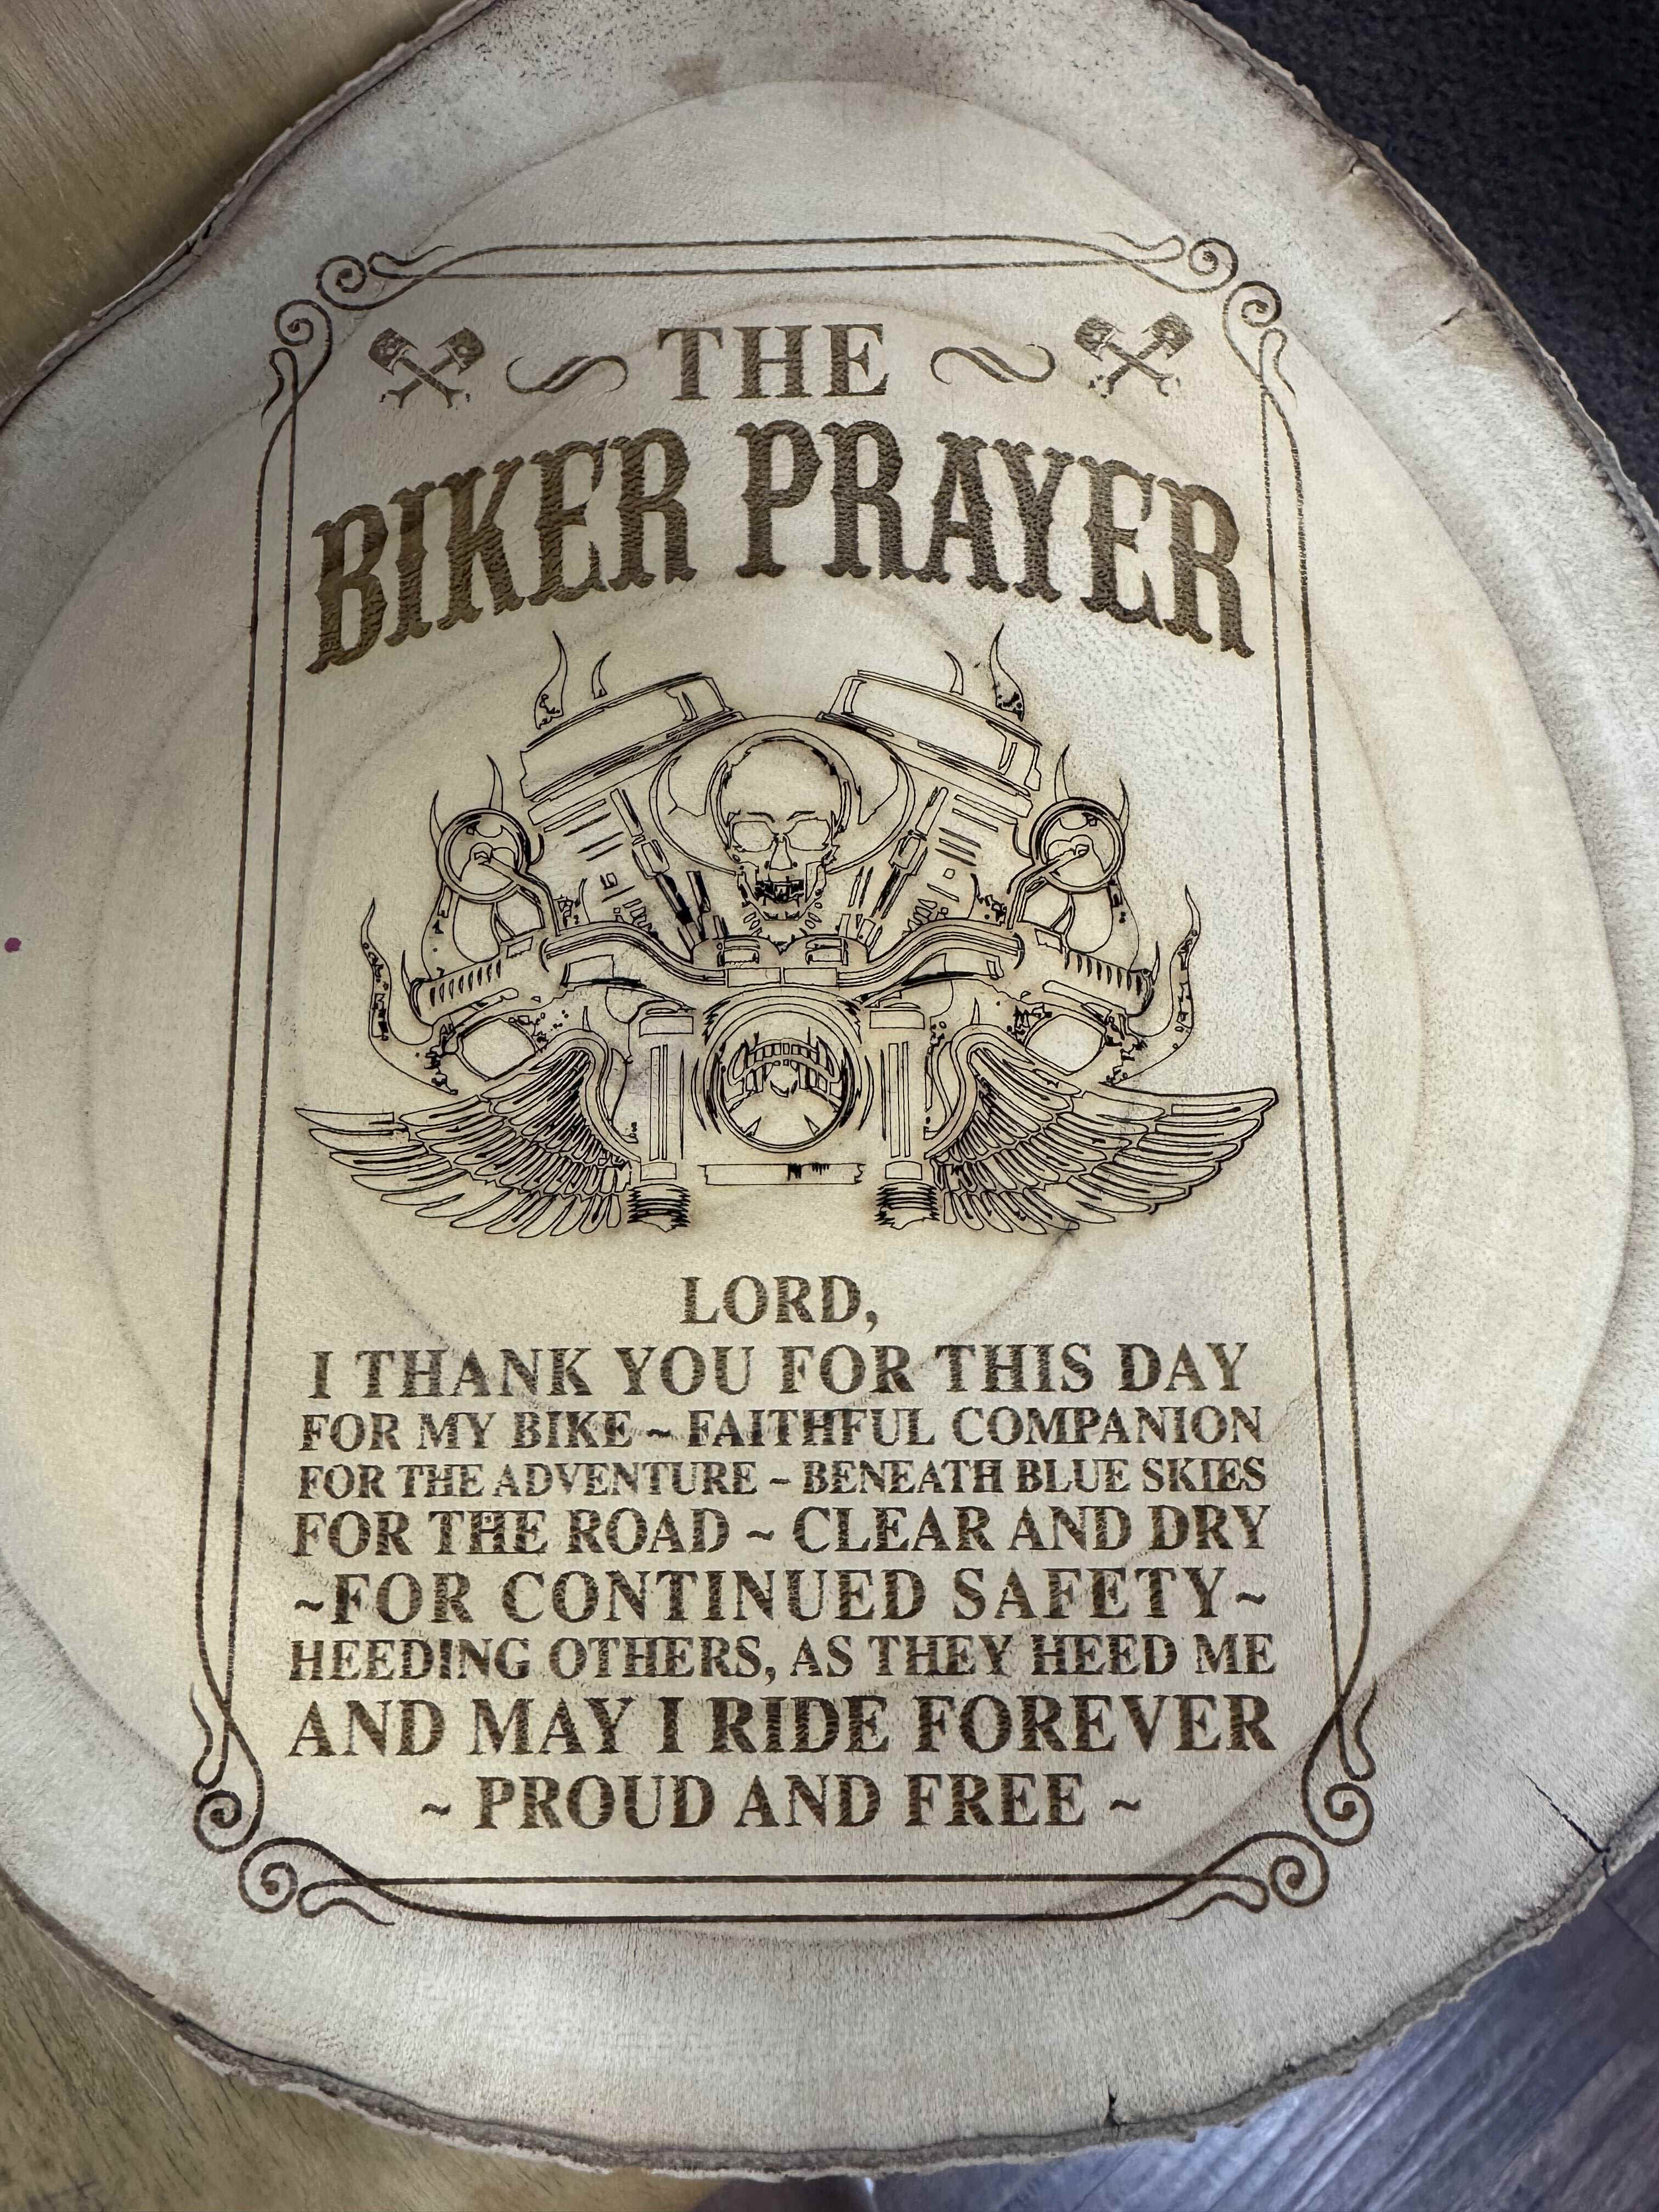 THE
BIKER PRAYER
LORD,
I THANK YOU FOR THIS DAY
FOR MY BIKE ~ FAITHFUL COMPANION
FOR THE ADVENTURE ~ BENEATH BLUE SKIES
FOR THE ROAD ~ CLEAR AND DRY
~FOR CONTINUED SAFETY~
HEEDING OTHERS, AS THEY HEED ME
AND MAY I RIDE FOREVER
~ PROUD AND FREE ~